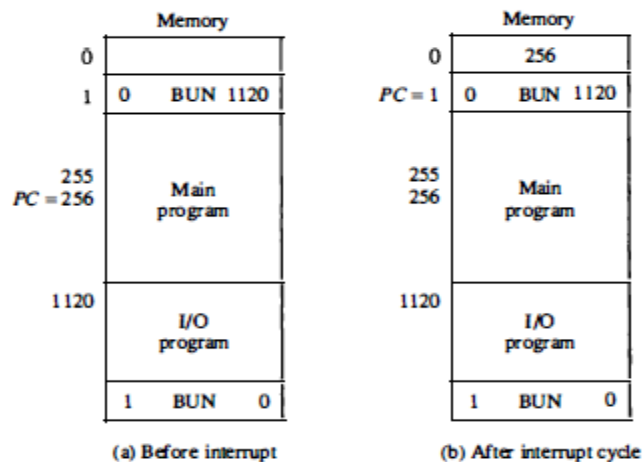 Memory
0
1 0 BUN 1120
255
PC = 256
Main
program
1120
I/O
program
1 BUN 0
(a) Before interrupt
Memory
0 256
PC = 1 0 BUN 1120
255
256
Main
program
1120
I/O
program
1 BUN 0
(b) After interrupt cycle